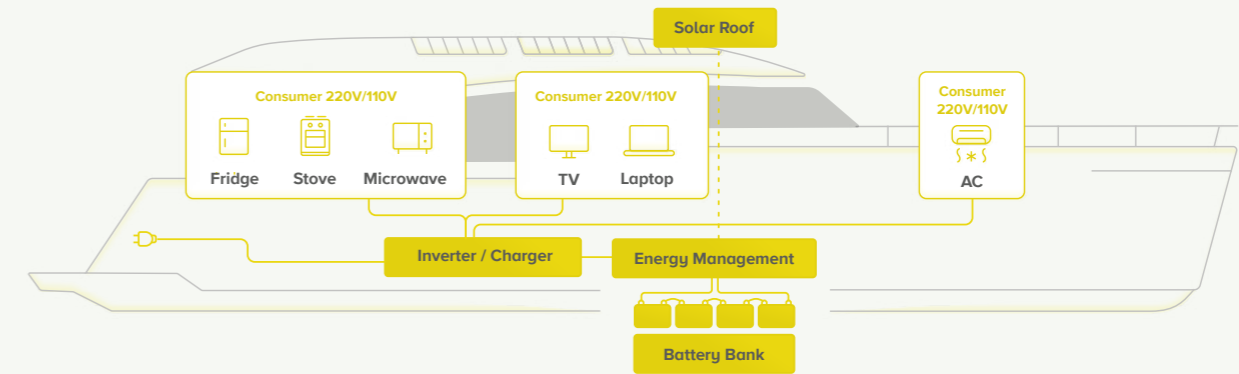 Solar Roof
Consumer 220V/110V
Fridge
Stove
Microwave
Consumer 220V/110V
TV
Laptop
Consumer
220V/110V
AC
Inverter / Charger
Energy Management
Battery Bank